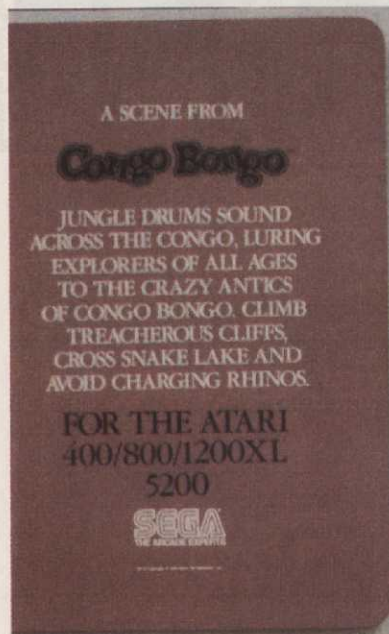 A SCENE FROM
Congo Bongo
JUNGLE DRUMS SOUND
ACROSS THE CONGO, LURING
EXPLORERS OF ALL AGES
TO THE CRAZY ANTICS
OF CONGO BONGO. CLIMB
TREACHEROUS CLIFFS,
CROSS SNAKE LAKE AND
AVOID CHARGING RHINOS.
FOR THE ATARI
400/800/1200XL
5200
SEGA
THE ARCADE EXPERTS